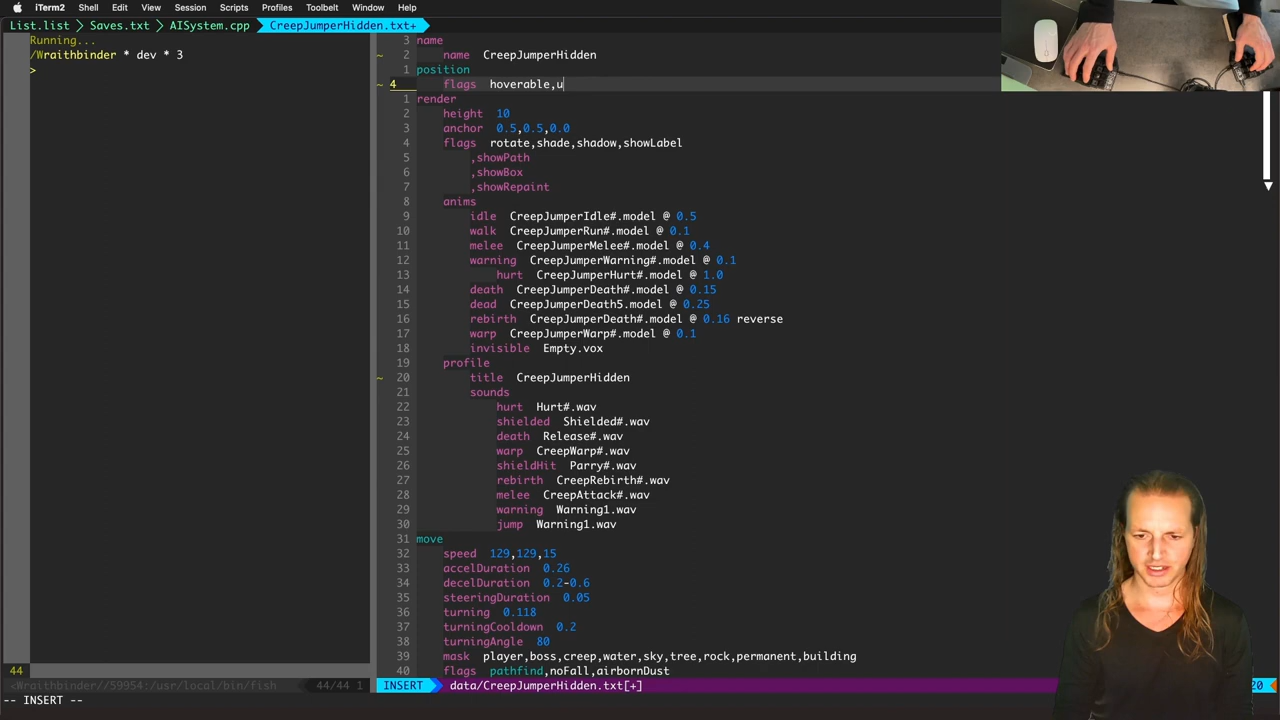 iTerm2 Shell Edit View Session Scripts Profiles Toolbelt Window Help
List.list Saves.txt AISystem.cpp CreepJumperHidden.txt+
Running...
/Wraithbinder * dev * 3
>
44
<Wraithbinder//59954:/usr/local/bin/fish 44/44 1
-- INSERT --
3 name
~ 2 name CreepJumperHidden
1 position
~ 4 flags hoverable,u
1 render
2 height 10
3 anchor 0.5,0.5,0.0
4 flags rotate,shade,shadow,showLabel
5 ,showPath
6 ,showBox
7 ,showRepaint
8 anims
9 idle CreepJumperIdle#.model @ 0.5
10 walk CreepJumperRun#.model @ 0.1
11 melee CreepJumperMelee#.model @ 0.4
12 warning CreepJumperWarning#.model @ 0.1
13 hurt CreepJumperHurt#.model @ 1.0
14 death CreepJumperDeath#.model @ 0.15
15 dead CreepJumperDeath5.model @ 0.25
16 rebirth CreepJumperDeath#.model @ 0.16 reverse
17 warp CreepJumperWarp#.model @ 0.1
18 invisible Empty.vox
19 profile
~ 20 title CreepJumperHidden
21 sounds
22 hurt Hurt#.wav
23 shielded Shielded#.wav
24 death Release#.wav
25 warp CreepWarp#.wav
26 shieldHit Parry#.wav
27 rebirth CreepRebirth#.wav
28 melee CreepAttack#.wav
29 warning Warning1.wav
30 jump Warning1.wav
31 move
32 speed 129,129,15
33 accelDuration 0.26
34 decelDuration 0.2-0.6
35 steeringDuration 0.05
36 turning 0.118
37 turningCooldown 0.2
38 turningAngle 80
39 mask player,boss,creep,water,sky,tree,rock,permanent,building
40 flags pathfind,noFall,airbornDust
INSERT data/CreepJumperHidden.txt[+] 20